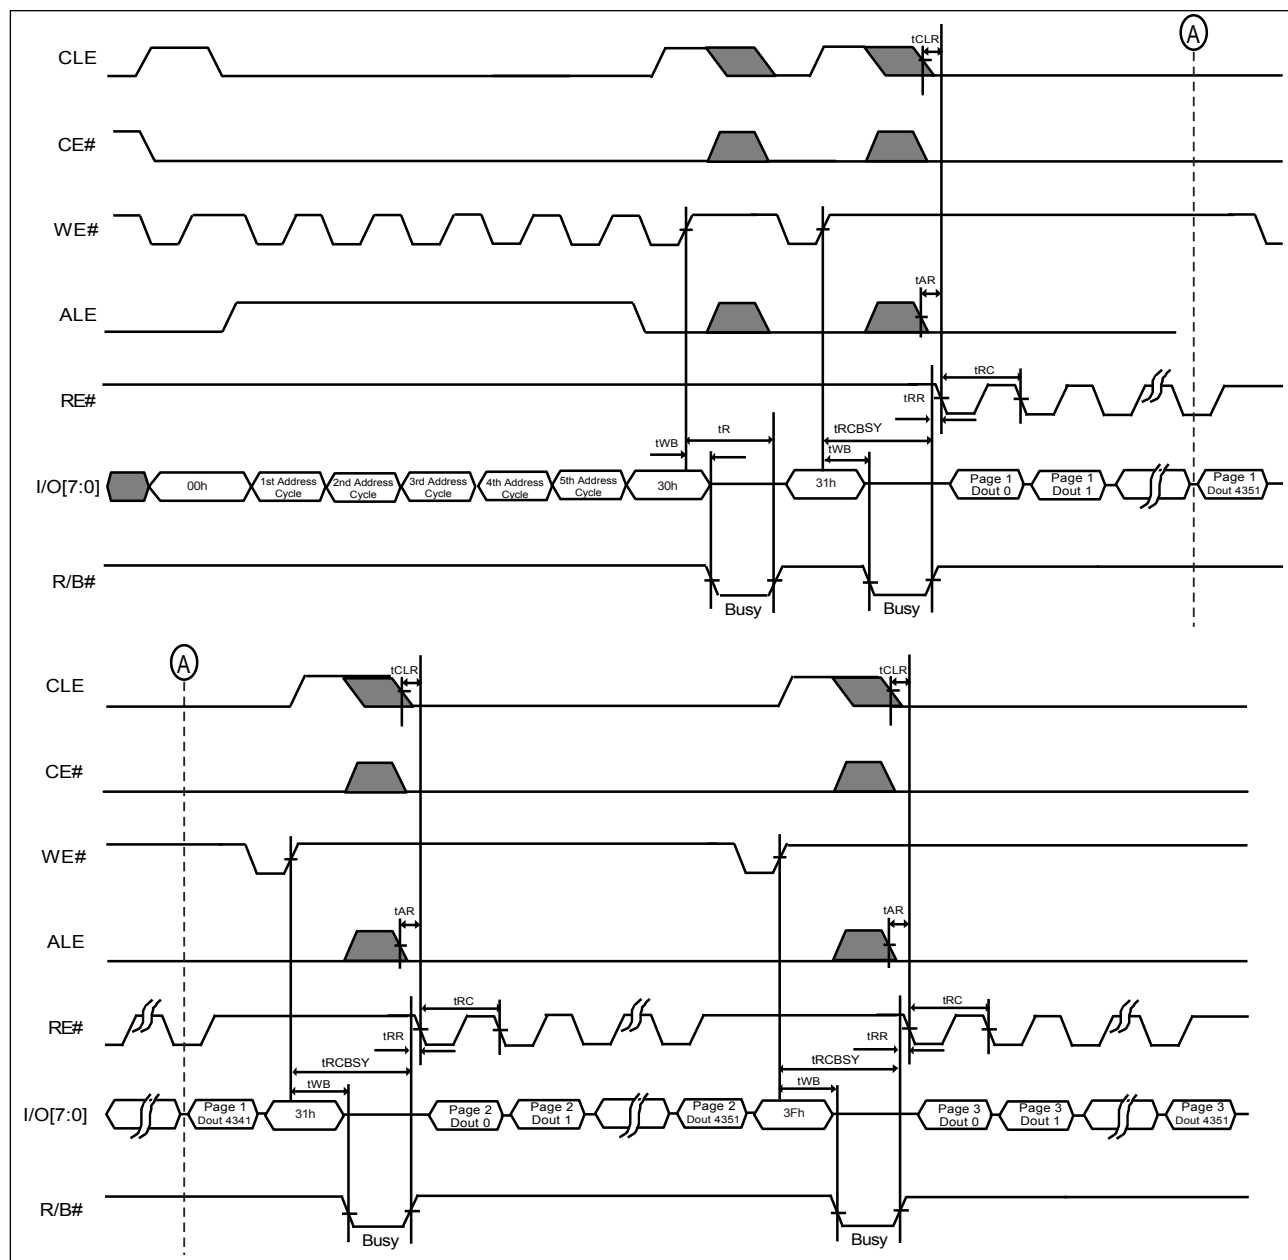 A
CLE
tCLR
CE#
WE#
ALE
tAR
RE#
tRC
tRR
tR
tRCBSY
tWB
tWB
I/O[7:0]
00h
1st Address
Cycle
2nd Address
Cycle
3rd Address
Cycle
4th Address
Cycle
5th Address
Cycle
30h
31h
Page 1
Dout 0
Page 1
Dout 1
Page 1
Dout 4351
R/B#
Busy
Busy
A
CLE
tCLR
tCLR
CE#
WE#
ALE
tAR
tAR
RE#
tRC
tRC
tRR
tRR
tRCBSY
tRCBSY
tWB
tWB
I/O[7:0]
Page 1
Dout 4341
31h
Page 2
Dout 0
Page 2
Dout 1
Page 2
Dout 4351
3Fh
Page 3
Dout 0
Page 3
Dout 1
Page 3
Dout 4351
R/B#
Busy
Busy